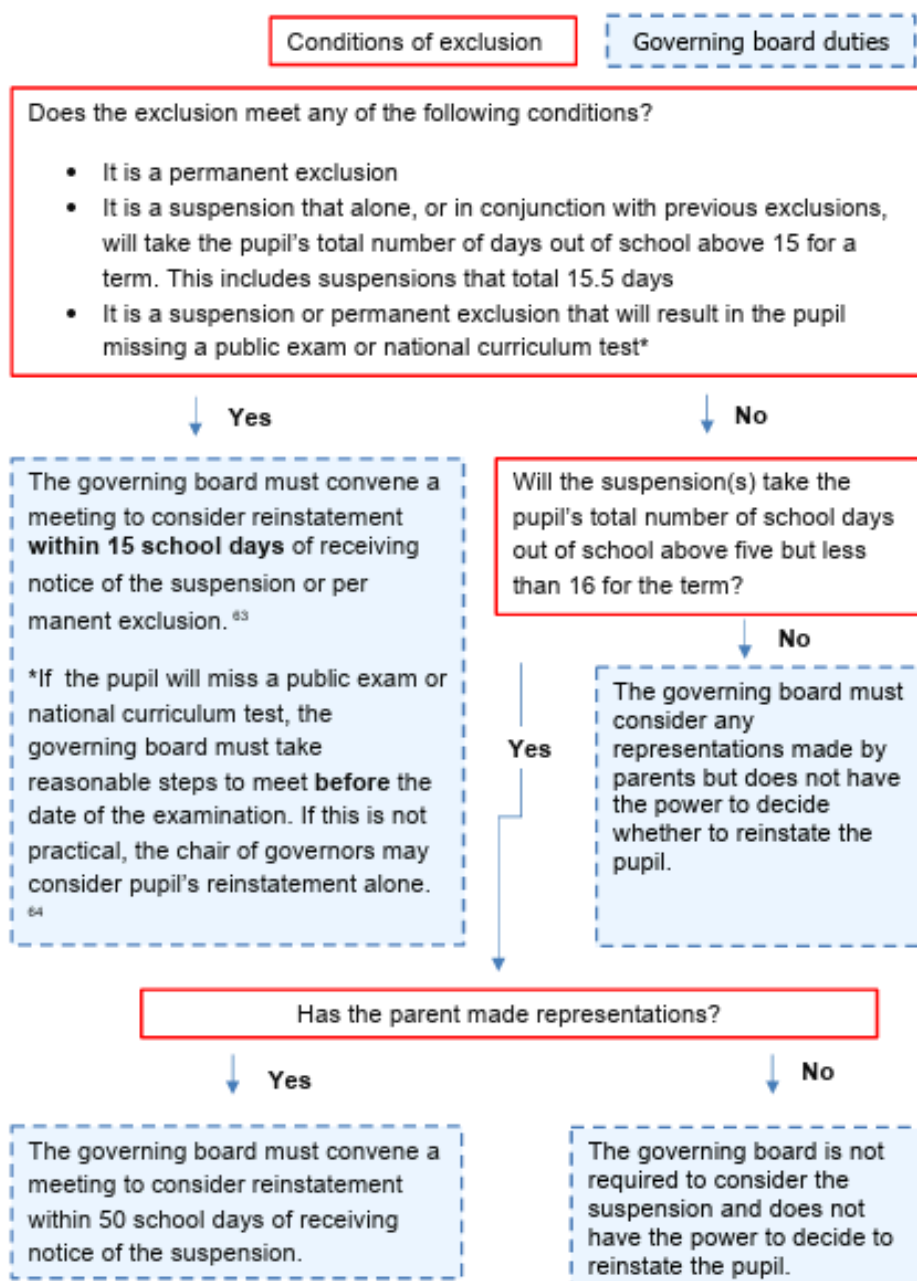 Conditions of exclusion
Governing board duties
Does the exclusion meet any of the following conditions?
• It is a permanent exclusion
• It is a suspension that alone, or in conjunction with previous exclusions,
will take the pupil's total number of days out of school above 15 for a
term. This includes suspensions that total 15.5 days
• It is a suspension or permanent exclusion that will result in the pupil
missing a public exam or national curriculum test*
Yes
No
The governing board must convene a
meeting to consider reinstatement
within 15 school days of receiving
notice of the suspension or per
manent exclusion. 63
*If the pupil will miss a public exam or
national curriculum test, the
governing board must take
reasonable steps to meet before the
date of the examination. If this is not
practical, the chair of governors may
consider pupil's reinstatement alone.
64
Will the suspension(s) take the
pupil's total number of school days
out of school above five but less
than 16 for the term?
No
Yes
The governing board must
consider any
representations made by
parents but does not have
the power to decide
whether to reinstate the
pupil.
Has the parent made representations?
Yes
No
The governing board must convene a
meeting to consider reinstatement
within 50 school days of receiving
notice of the suspension.
The governing board is not
required to consider the
suspension and does not
have the power to decide to
reinstate the pupil.